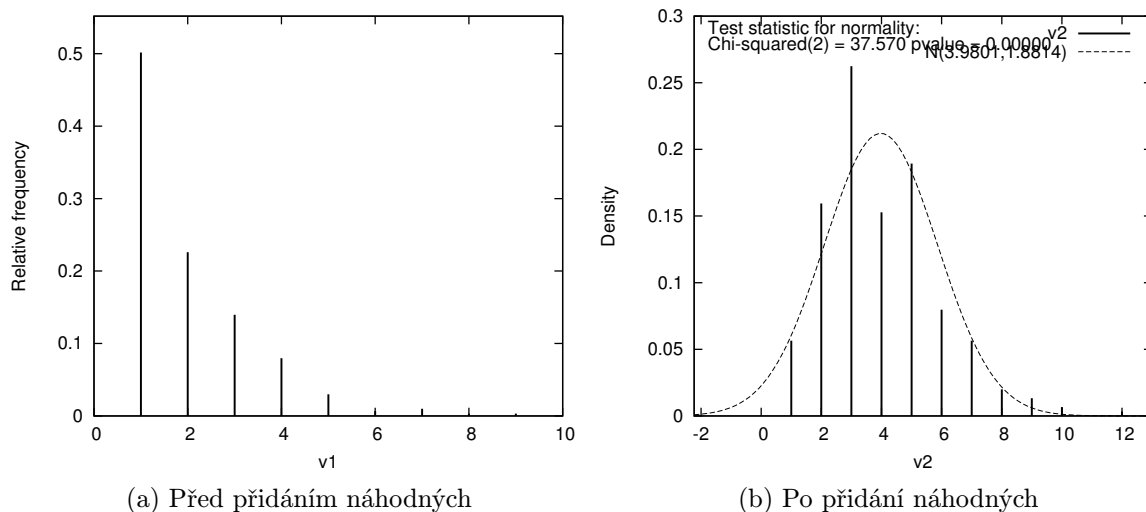 0.5
0.4
0.3
0.2
0.1
0
Relative frequency
0 2 4 6 8 10
v1
(a) Před přidáním náhodných
0.3
0.25
0.2
0.15
0.1
0.05
0
Density
Test statistic for normality:
Chi-squared(2) = 37.570 pvalue = 0.00000
v2
N(3.9801,1.8814)
-2 0 2 4 6 8 10 12
v2
(b) Po přidání náhodných